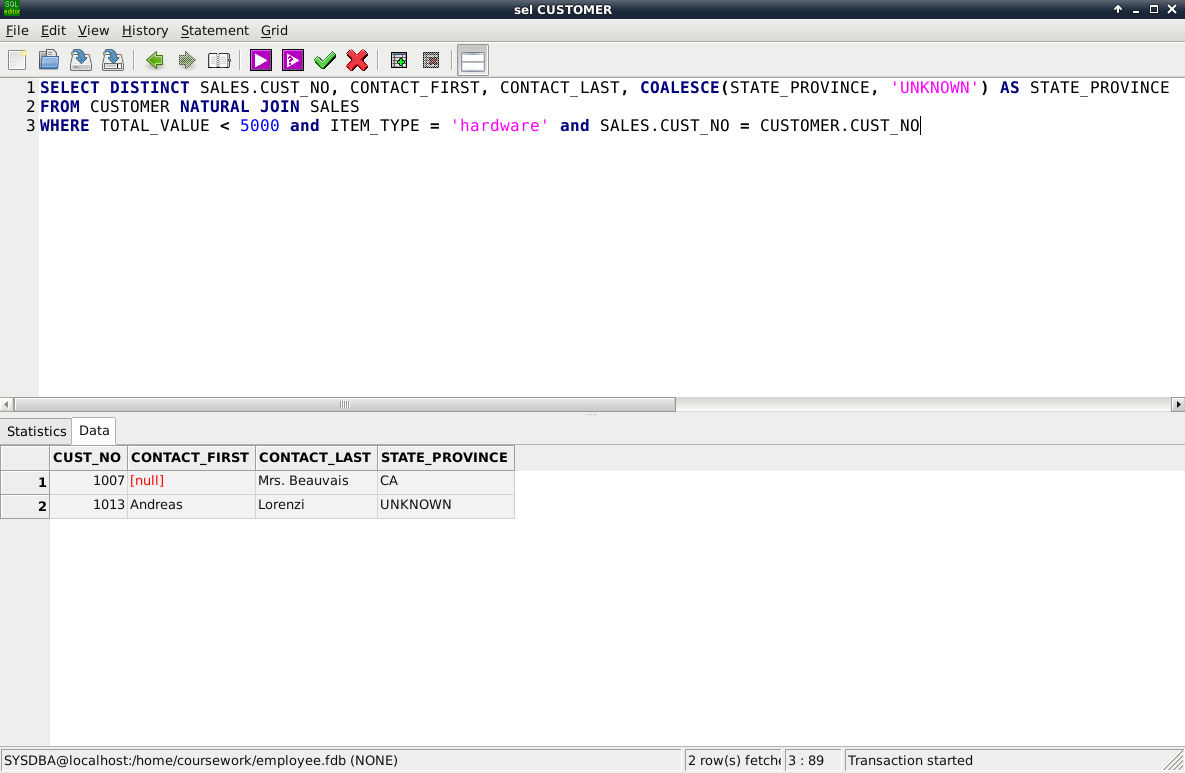 SQL
editor
sel CUSTOMER
File Edit View History Statement Grid
1 SELECT DISTINCT SALES.CUST_NO, CONTACT_FIRST, CONTACT_LAST, COALESCE(STATE_PROVINCE, 'UNKNOWN') AS STATE_PROVINCE
2 FROM CUSTOMER NATURAL JOIN SALES
3 WHERE TOTAL_VALUE < 5000 and ITEM_TYPE = 'hardware' and SALES.CUST_NO = CUSTOMER.CUST_NO
Statistics Data
CUST_NO CONTACT_FIRST CONTACT_LAST STATE_PROVINCE
1 1007 [null] Mrs. Beauvais CA
2 1013 Andreas Lorenzi UNKNOWN
SYSDBA@localhost:/home/coursework/employee.fdb (NONE) 2 row(s) fetche 3 : 89 Transaction started